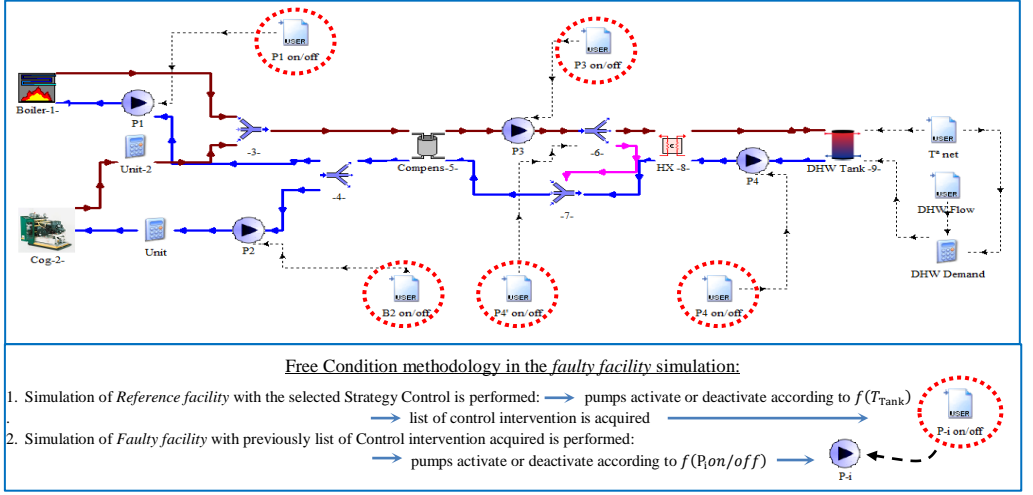 USER
P1 on/off
USER
P3 on/off
Boiler-1-
P1
Unit-2
-3-
Compens-5-
P3
-6-
HX -8-
P4
DHW Tank -9-
USER
Tª net
-4-
-7-
USER
DHW Flow
Cog-2-
Unit
P2
DHW Demand
USER
B2 on/off
USER
P4' on/off
USER
P4 on/off
Free Condition methodology in the faulty facility simulation:
1. Simulation of Reference facility with the selected Strategy Control is performed: → pumps activate or deactivate according to f(T_Tank)
. → list of control intervention is acquired
USER
P-i on/off
2. Simulation of Faulty facility with previously list of Control intervention acquired is performed:
→ pumps activate or deactivate according to f(Pᵢon/off) →
P-i